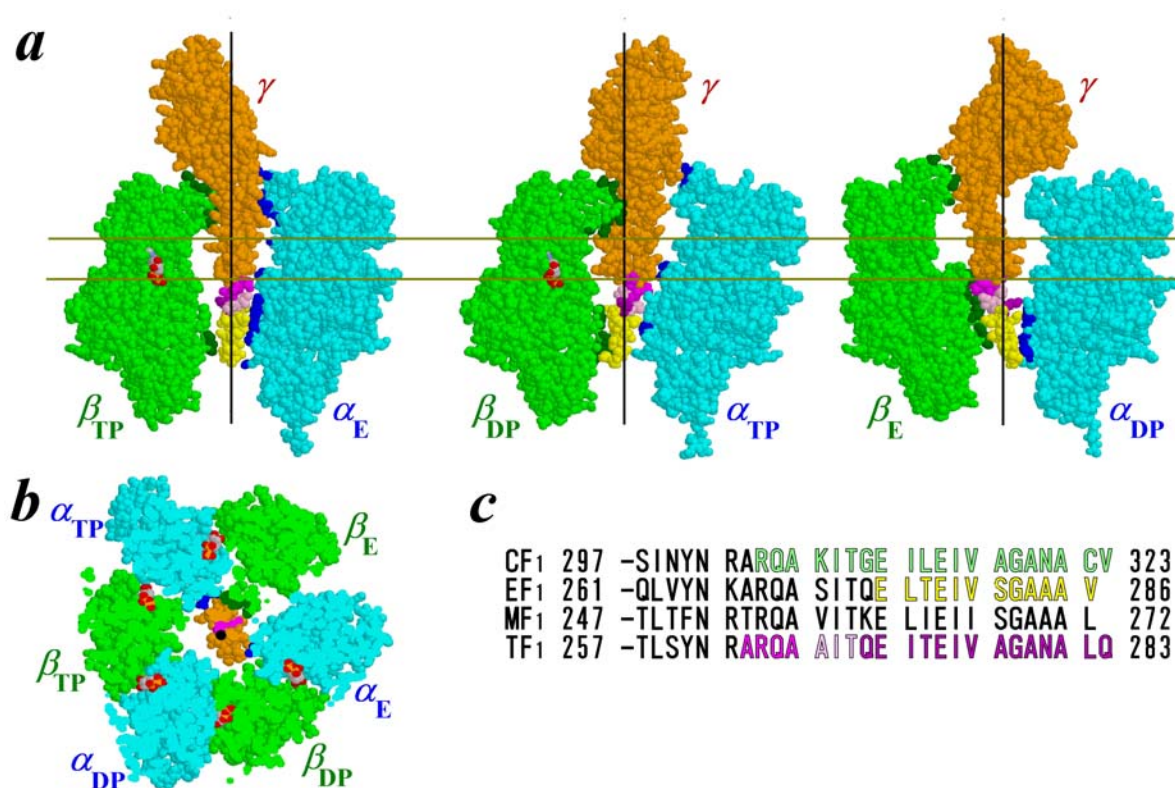 a
γ
γ
γ
βTP
αE
βDP
αTP
βE
αDP
b
αTP
βE
βTP
αE
αDP
βDP
c
CF1 297 -SINYN RARQA KITGE ILEIV AGANA CV 323
EF1 261 -QLVYN KARQA SITQE LTEIV SGAAA V 286
MF1 247 -TLTFN RTRQA VITKE LIEII SGAAA L 272
TF1 257 -TLSYN RARQA AITQE ITEIV AGANA LQ 283